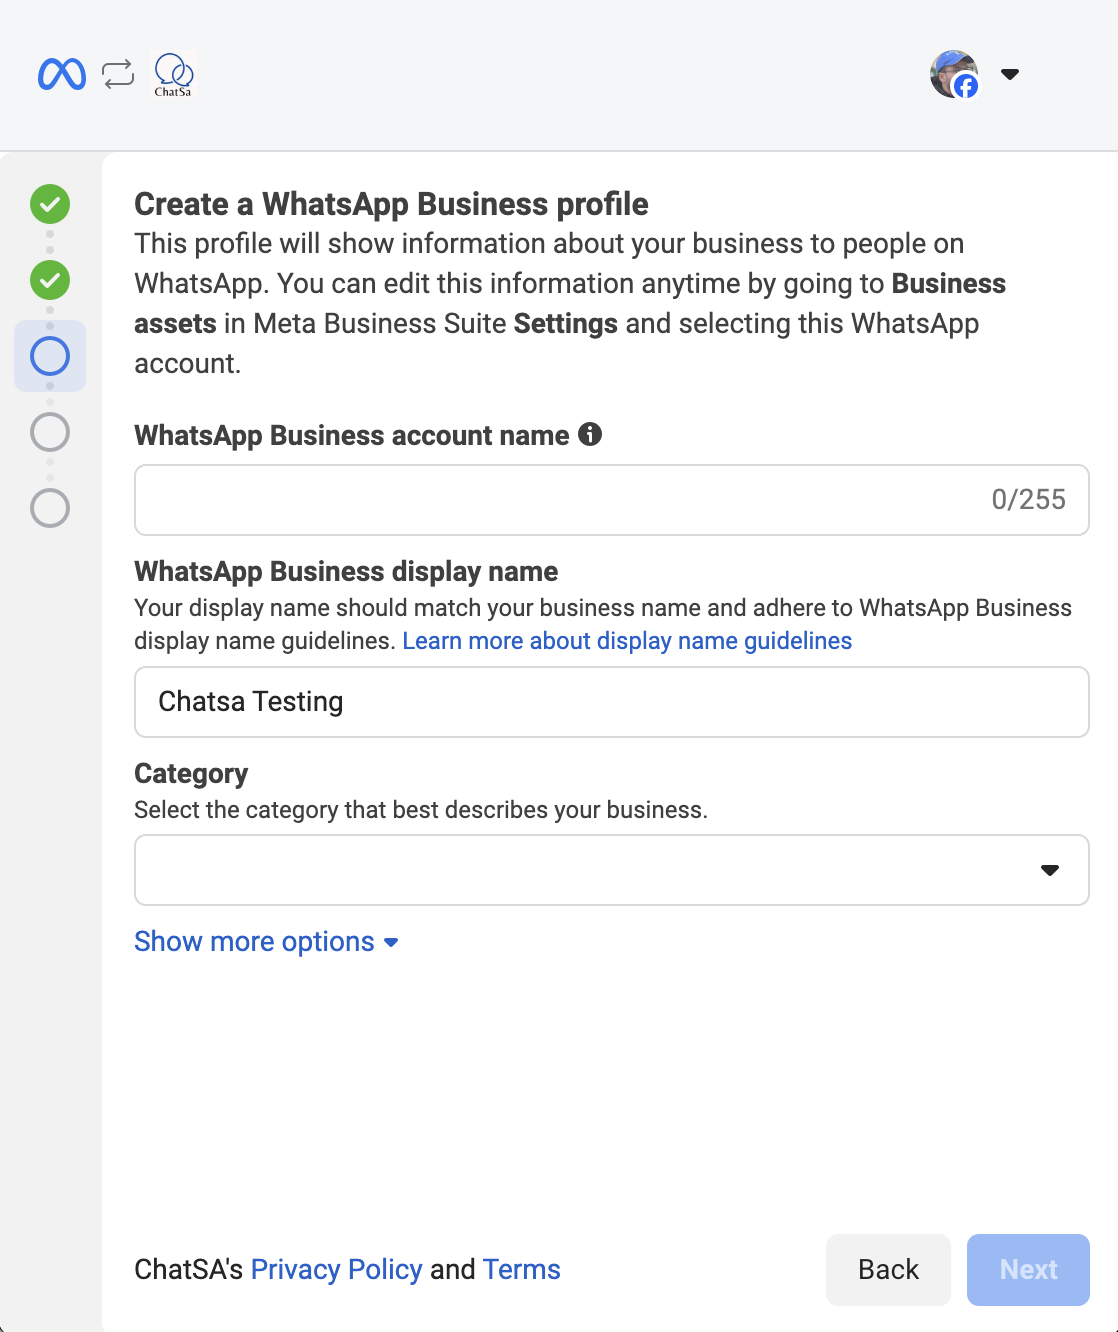 ChatSa
Create a WhatsApp Business profile
This profile will show information about your business to people on
WhatsApp. You can edit this information anytime by going to Business
assets in Meta Business Suite Settings and selecting this WhatsApp
account.
WhatsApp Business account name
0/255
WhatsApp Business display name
Your display name should match your business name and adhere to WhatsApp Business
display name guidelines. Learn more about display name guidelines
Chatsa Testing
Category
Select the category that best describes your business.
Show more options
ChatSA's Privacy Policy and Terms
Back
Next